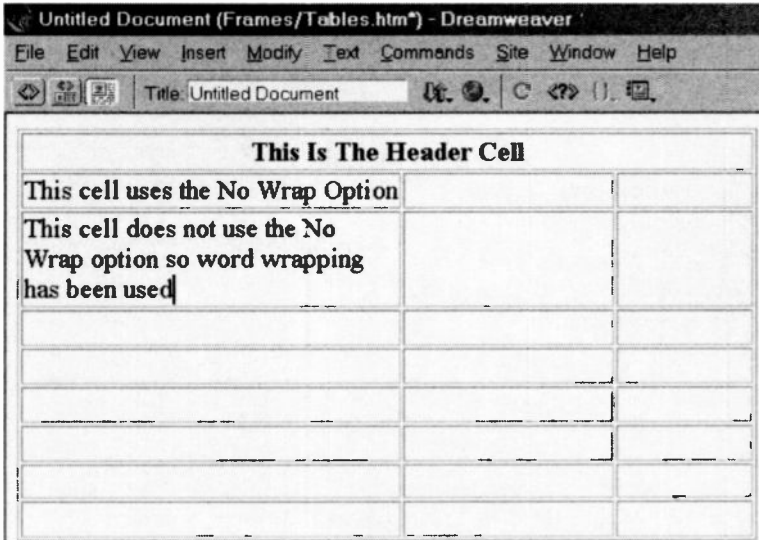 Untitled Document (Frames/Tables.htm*) - Dreamweaver
File Edit View Insert Modify Text Commands Site Window Help
Title: Untitled Document
This Is The Header Cell
This cell uses the No Wrap Option
This cell does not use the No
Wrap option so word wrapping
has been used